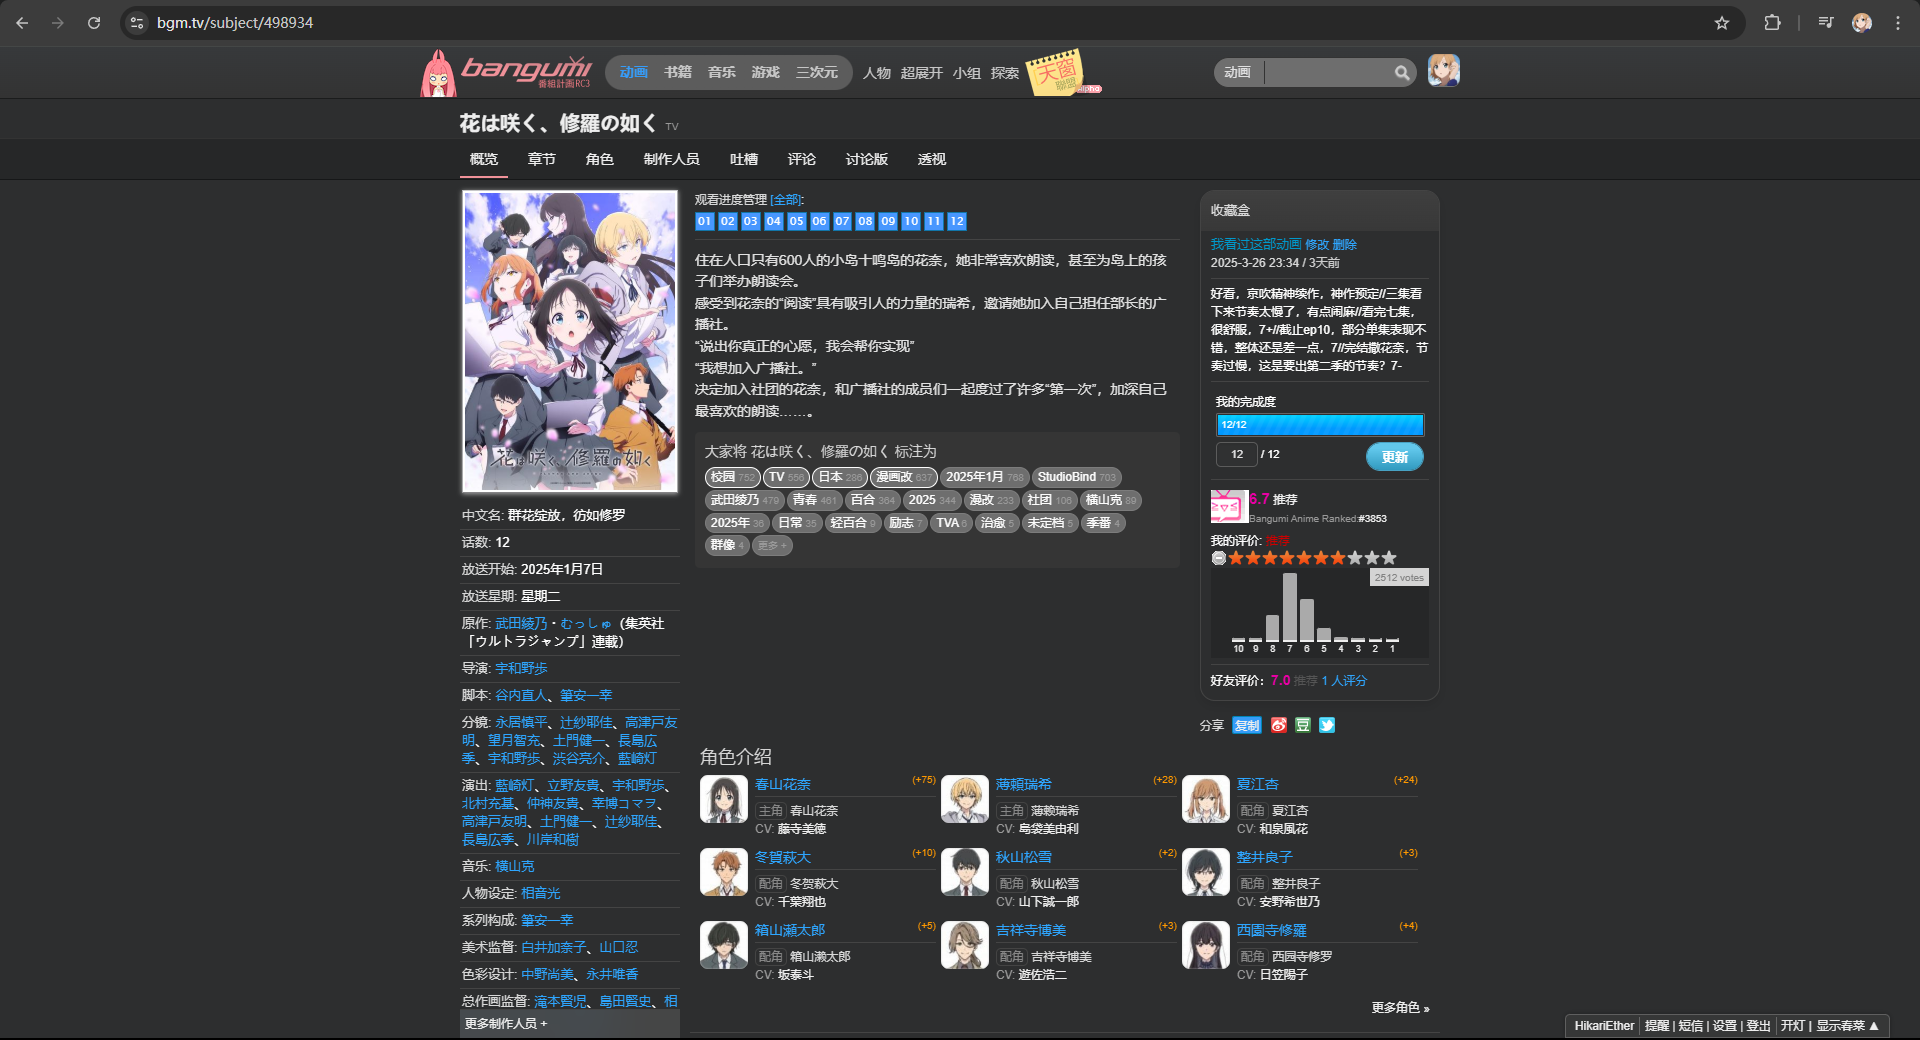 bgm.tv/subject/498934
bangumi
番組計画RC3
动画 书籍 音乐 游戏 三次元 人物 超展开 小组 探索
天窗
联盟
alpha
动画
花は咲く、修羅の如く TV
概览 章节 角色 制作人员 吐槽 评论 讨论版 透视
花は咲く、修羅の如く
中文名: 群花绽放，彷如修罗
话数: 12
放送开始: 2025年1月7日
放送星期: 星期二
原作: 武田綾乃・むっしゅ（集英社
「ウルトラジャンプ」連載）
导演: 宇和野歩
脚本: 谷内直人、筆安一幸
分镜: 永居慎平、辻紗耶佳、高津戸友
明、望月智充、土門健一、長島広
季、宇和野歩、渋谷亮介、藍崎灯
演出: 藍崎灯、立野友貴、宇和野歩、
北村充基、仲神友貴、幸博コマヲ、
高津戸友明、土門健一、辻紗耶佳、
長島広季、川岸和樹
音乐: 横山克
人物设定: 相音光
系列构成: 筆安一幸
美术监督: 白井加奈子、山口忍
色彩设计: 中野尚美、永井唯香
总作画监督: 滝本賢児、島田賢史、相
更多制作人员 +
观看进度管理 [全部]:
01 02 03 04 05 06 07 08 09 10 11 12
住在人口只有600人的小岛十鸣岛的花奈，她非常喜欢朗读，甚至为岛上的孩
子们举办朗读会。
感受到花奈的“阅读”具有吸引人的力量的瑞希，邀请她加入自己担任部长的广
播社。
“说出你真正的心愿，我会帮你实现”
“我想加入广播社。”
决定加入社团的花奈，和广播社的成员们一起度过了许多“第一次”，加深自己
最喜欢的朗读……。
大家将 花は咲く、修羅の如く 标注为
校园 752 TV 556 日本 286 漫画改 637 2025年1月 768 StudioBind 703
武田绫乃 479 青春 461 百合 364 2025 344 漫改 233 社团 106 横山克 89
2025年 36 日常 35 轻百合 9 励志 7 TVA 6 治愈 5 未定档 5 季番 4
群像 4 更多 +
角色介绍
春山花奈 (+75)
主角 春山花奈
CV: 藤寺美徳
薄頼瑞希 (+28)
主角 薄赖瑞希
CV: 島袋美由利
夏江杏 (+24)
配角 夏江杏
CV: 和泉風花
冬賀萩大 (+10)
配角 冬贺萩大
CV: 千葉翔也
秋山松雪 (+2)
配角 秋山松雪
CV: 山下誠一郎
整井良子 (+3)
配角 整井良子
CV: 安野希世乃
箱山瀬太郎 (+5)
配角 箱山濑太郎
CV: 坂泰斗
吉祥寺博美 (+3)
配角 吉祥寺博美
CV: 遊佐浩二
西園寺修羅 (+4)
配角 西园寺修罗
CV: 日笠陽子
更多角色 »
收藏盒
我看过这部动画 修改 删除
2025-3-26 23:34 / 3天前
好看，京吹精神续作，神作预定//三集看
下来节奏太慢了，有点闹麻//看完七集，
很舒服，7+//截止ep10，部分单集表现不
错，整体还是差一点，7//完结撒花奈，节
奏过慢，这是要出第二季的节奏？7-
我的完成度
12/12
12 / 12 更新
6.7 推荐
Bangumi Anime Ranked:#3853
我的评价: 推荐
2512 votes
10 9 8 7 6 5 4 3 2 1
好友评价: 7.0 推荐 1 人评分
分享 复制 豆
HikariEther 提醒 | 短信 | 设置 | 登出 开灯 | 显示春菜 ▲